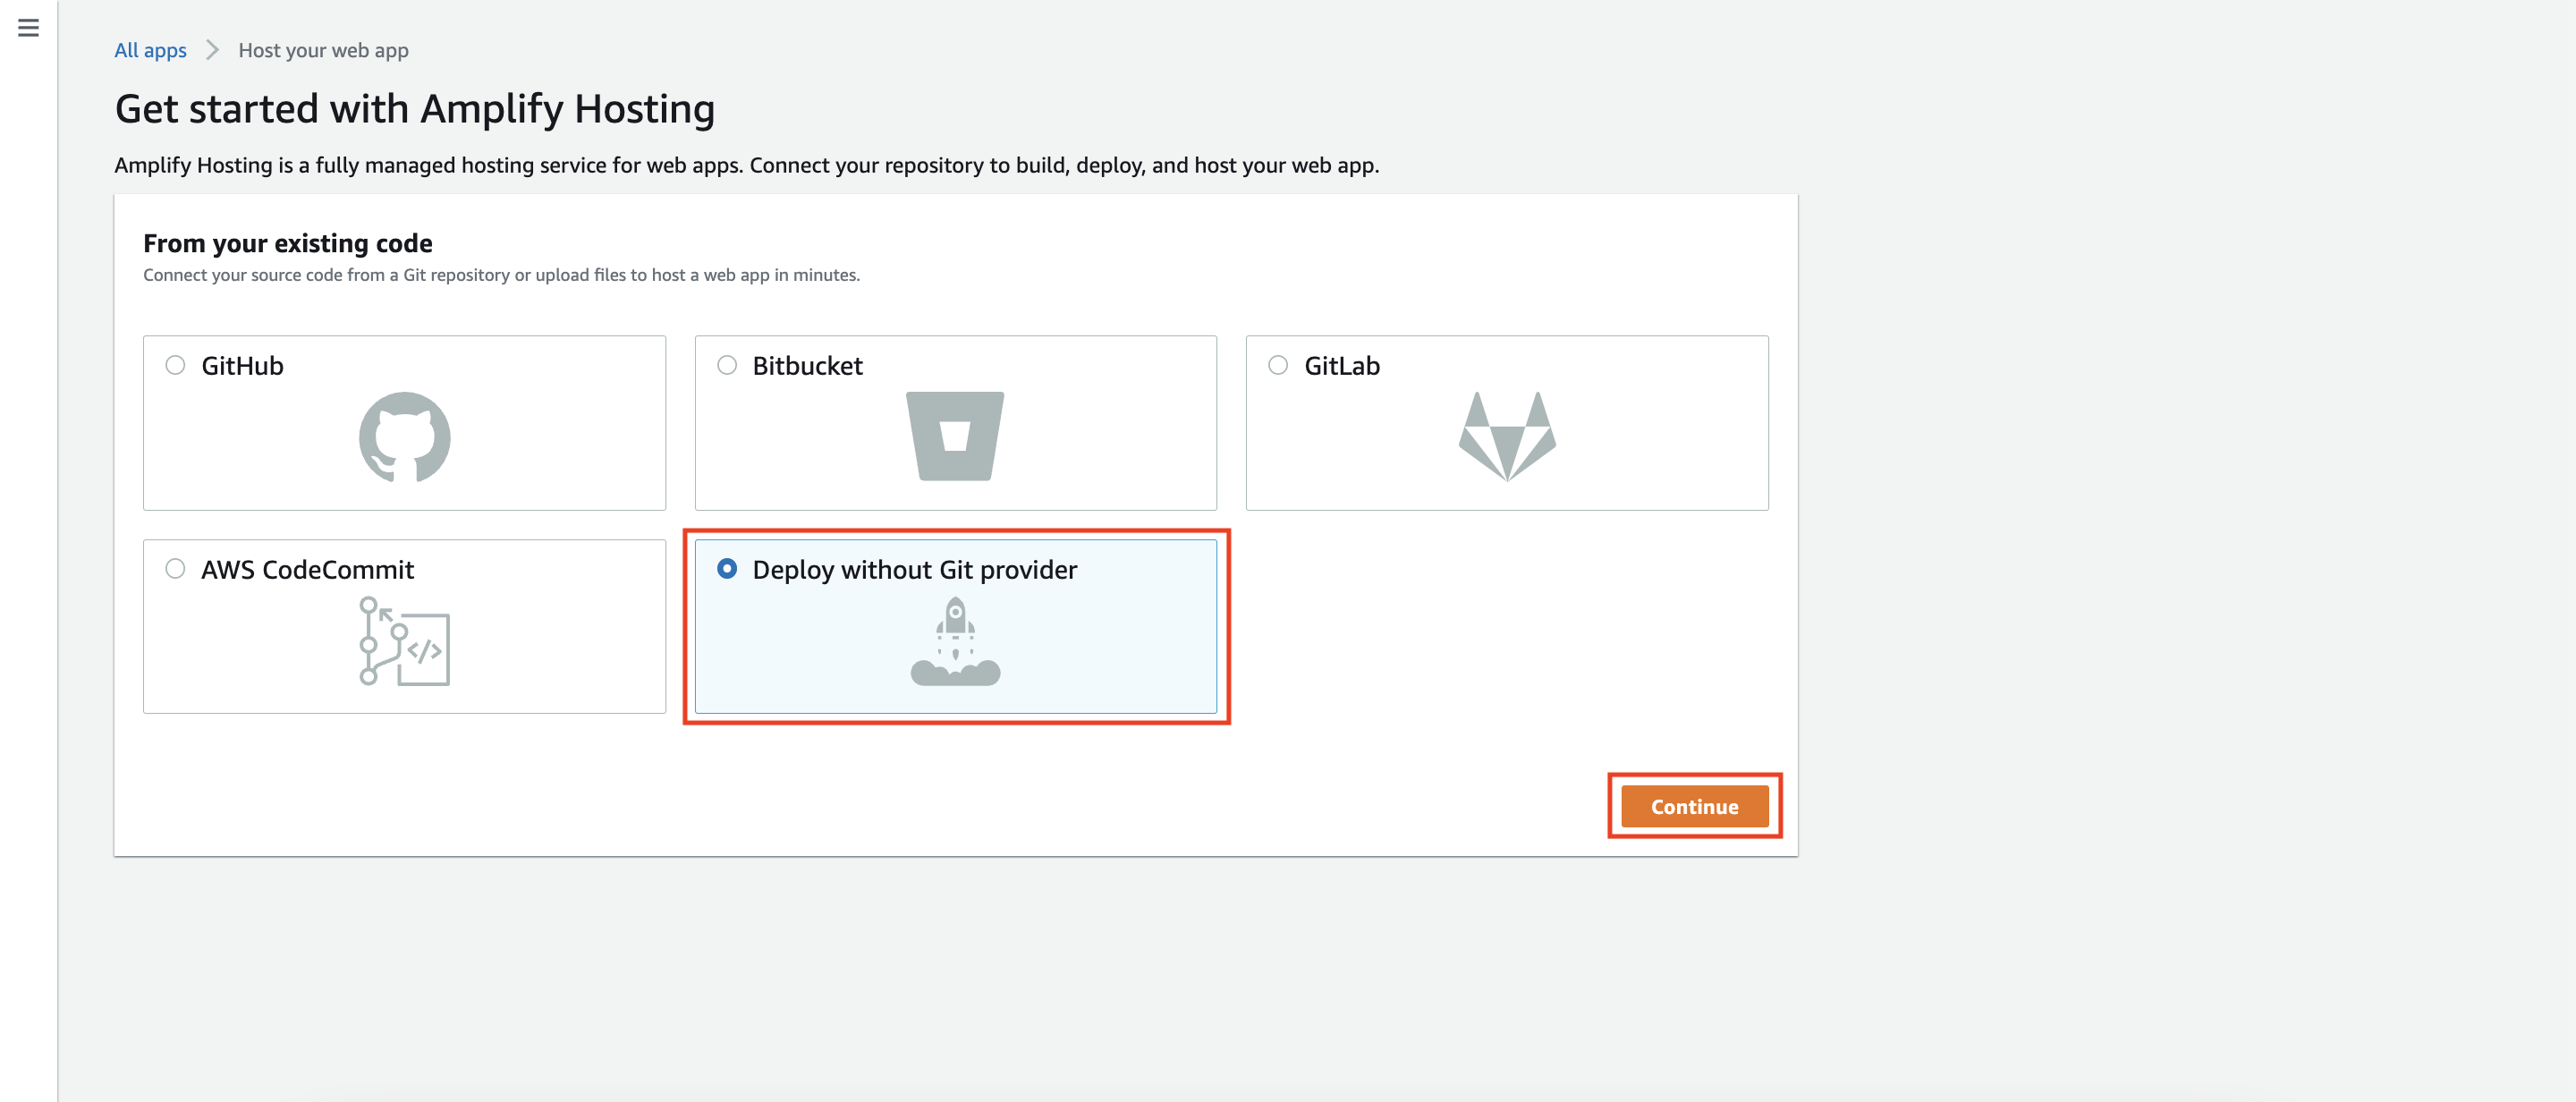 All apps
Host your web app
Get started with Amplify Hosting
Amplify Hosting is a fully managed hosting service for web apps. Connect your repository to build, deploy, and host your web app.
From your existing code
Connect your source code from a Git repository or upload files to host a web app in minutes.
GitHub
Bitbucket
GitLab
AWS CodeCommit
</>
Deploy without Git provider
Continue